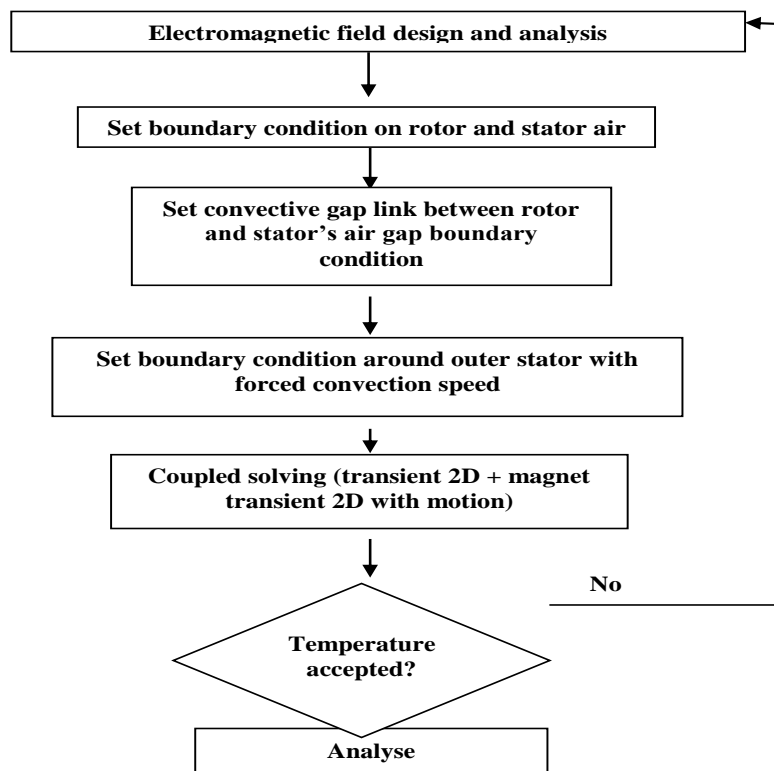 Electromagnetic field design and analysis
Set boundary condition on rotor and stator air
Set convective gap link between rotor
and stator's air gap boundary
condition
Set boundary condition around outer stator with
forced convection speed
Coupled solving (transient 2D + magnet
transient 2D with motion)
No
Temperature
accepted?
Analyse